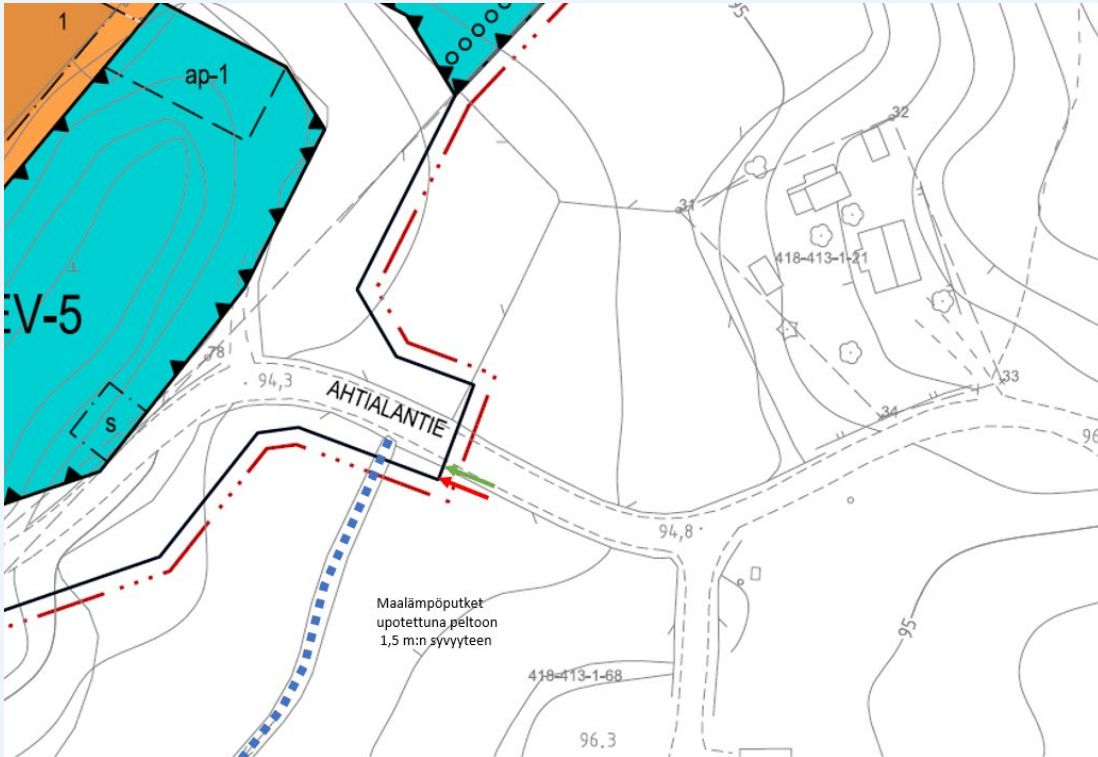 1
ap-1
95
32
31
418-413-1-21
EV-5
78
94,3
AHTIALANTIE
s
33
34
96
94,8
Maalämpöputket
upotettuna peltoon
1,5 m:n syvyyteen
95
418-413-1-68
96.3